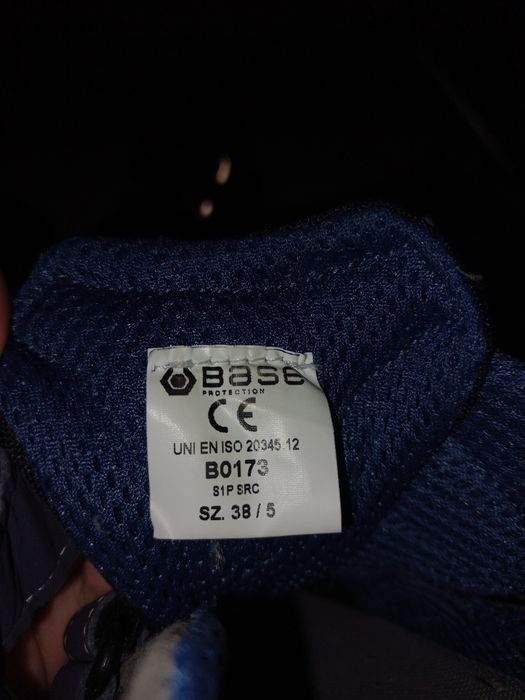 Base
PROTECTION
CE
UNI EN ISO 20345:12
B0173
S1P SRC
SZ. 38 / 5